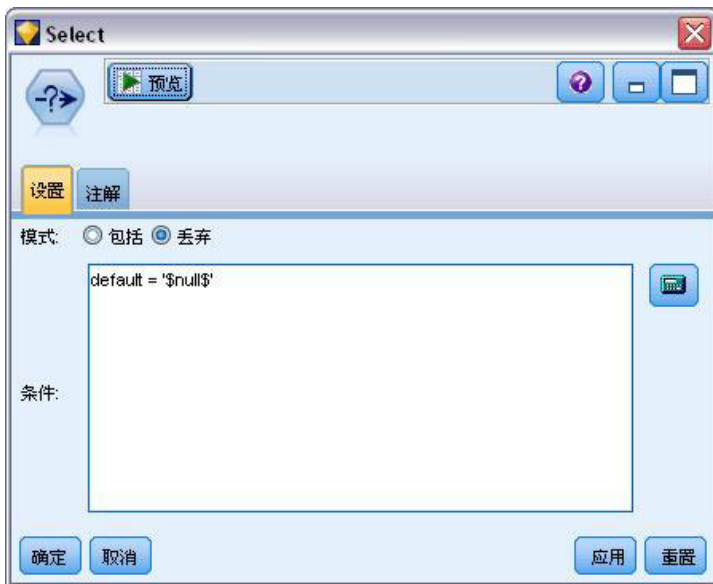 Select
预览
设置 注解
模式: 包括 丢弃
default = '$null$'
条件:
确定 取消 应用 重置